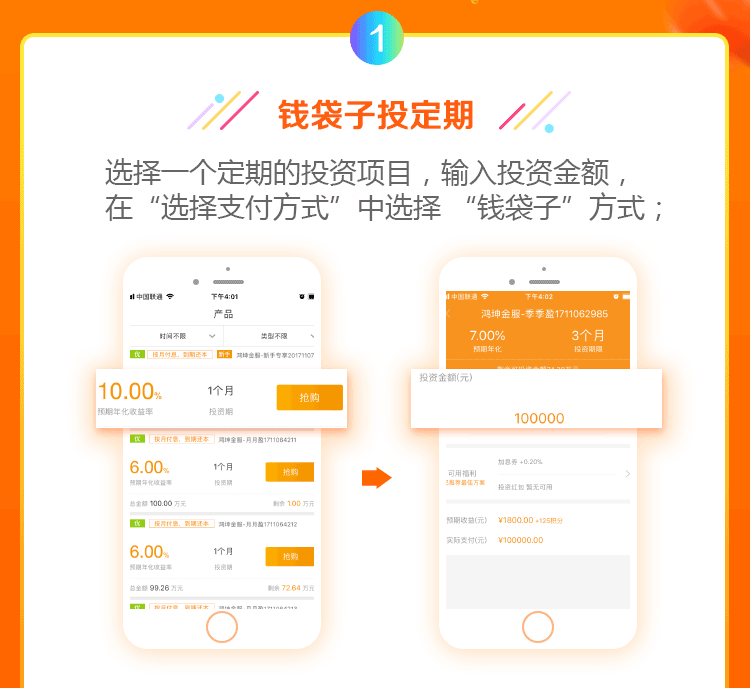 1
钱袋子投定期
选择一个定期的投资项目，输入投资金额，
在“选择支付方式”中选择 “钱袋子”方式；
中国联通 下午4:01
产品
时间不限 类型不限
优 按月付息、到期还本 新手 鸿坤金服-新手专享20171107
10.00% 1个月 抢购
预期年化收益率 投资期
优 按月付息、到期还本 鸿坤金服-月月盈1711064211
6.00% 1个月 抢购
预期年化收益率 投资期
总金额 100.00 万元 剩余 1.00 万元
优 按月付息、到期还本 鸿坤金服-月月盈1711064212
6.00% 1个月 抢购
预期年化收益率 投资期
总金额 99.26 万元 剩余 72.64 万元
优 按月付息、到期还本 鸿坤金服-月月盈1711064213
中国联通 下午4:02
鸿坤金服-季季盈1711062985
7.00% 3个月
预期年化 投资期限
投资金额(元)
100000
加息券 +0.20%
可用福利
投资红包 暂无可用
预期收益(元) ¥1800.00 +125积分
实际支付(元) ¥100000.00